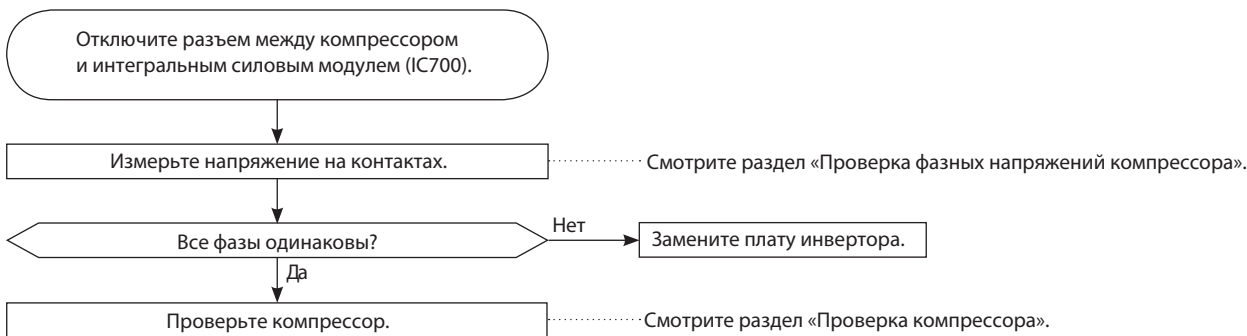 Отключите разъем между компрессором
и интегральным силовым модулем (IC700).
Измерьте напряжение на контактах.
Смотрите раздел «Проверка фазных напряжений компрессора».
Все фазы одинаковы?
Нет
Замените плату инвертора.
Да
Проверьте компрессор.
Смотрите раздел «Проверка компрессора».